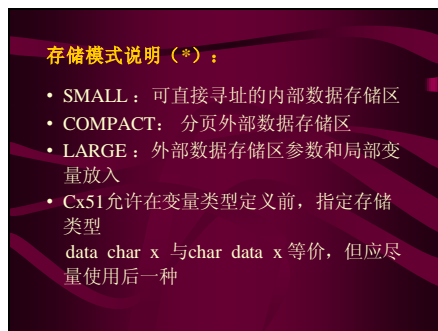 存储模式说明（*）：
• SMALL ：可直接寻址的内部数据存储区
• COMPACT： 分页外部数据存储区
• LARGE ：外部数据存储区参数和局部变
量放入
• Cx51允许在变量类型定义前，指定存储
类型
data char x 与char data x 等价，但应尽
量使用后一种